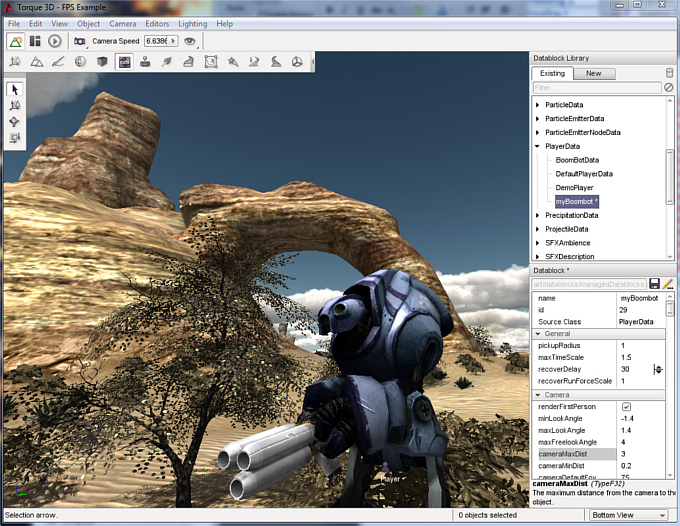 Torque 3D - FPS Example
File Edit View Object Camera Editors Lighting Help
Camera Speed 6.6386
Datablock Library
Existing New
Filter...
ParticleData
ParticleEmitterData
ParticleEmitterNodeData
PlayerData
BoomBotData
DefaultPlayerData
DemoPlayer
myBoombot *
PrecipitationData
ProjectileData
SFXAmbience
SFXDescription
Datablock *
art/datablocks/managedDatablocks
name myBoombot
id 29
Source Class PlayerData
General
pickupRadius 1
maxTimeScale 1.5
recoverDelay 30
recoverRunForceScale 1
Camera
renderFirstPerson
minLookAngle -1.4
maxLookAngle 1.4
maxFreelookAngle 4
cameraMaxDist 3
cameraMinDist 0.2
cameraDefaultFov 75
cameraMaxDist (TypeF32)
The maximum distance from the camera to the
object.
Player
Selection arrow. 0 objects selected Bottom View